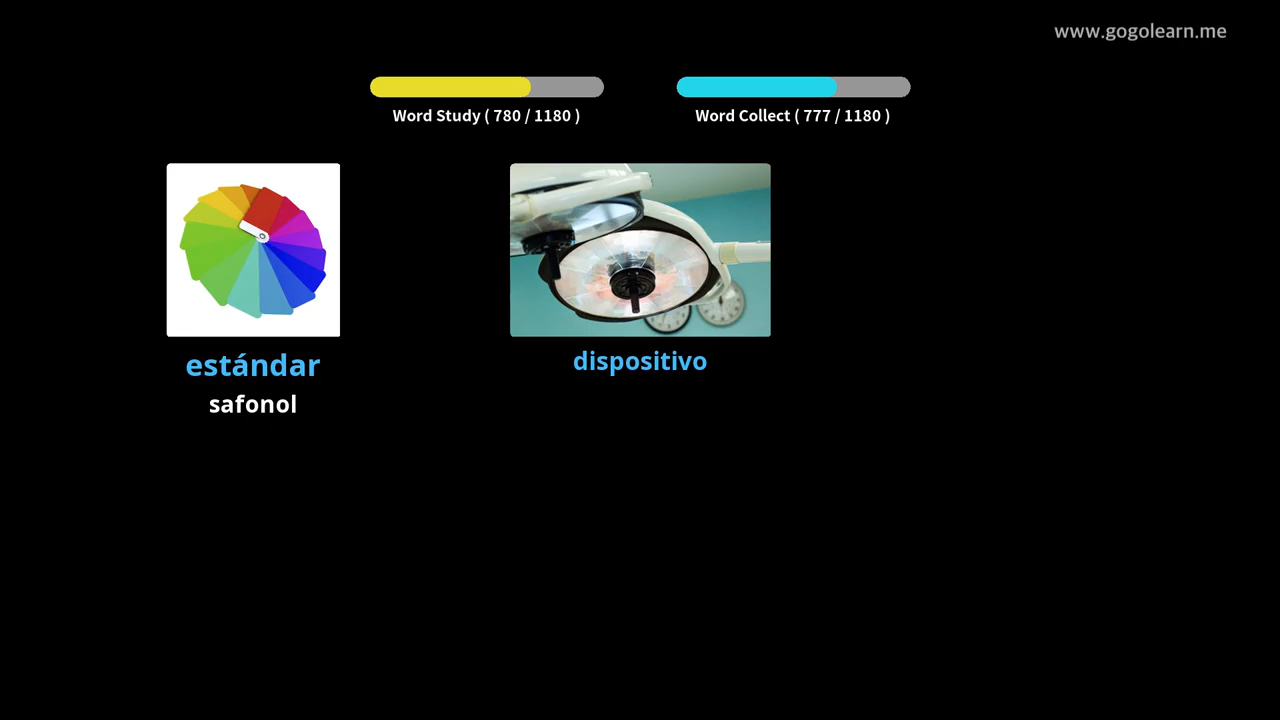 www.gogolearn.me
Word Study ( 780 / 1180 )
Word Collect ( 777 / 1180 )
estándar
safonol
dispositivo